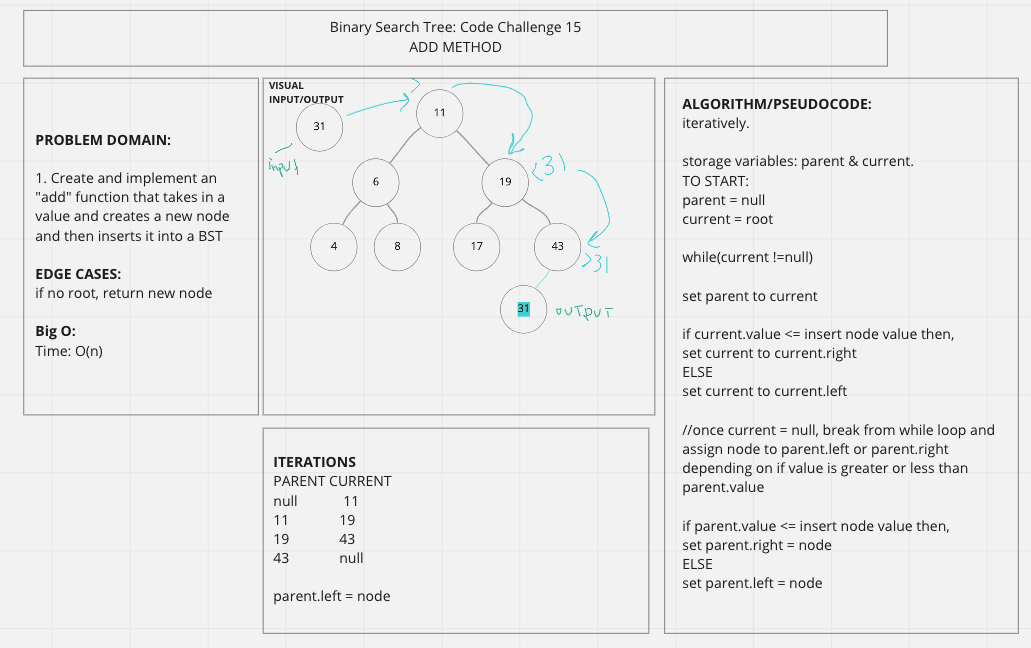 Binary Search Tree: Code Challenge 15
ADD METHOD
PROBLEM DOMAIN:
1. Create and implement an
"add" function that takes in a
value and creates a new node
and then inserts it into a BST
EDGE CASES:
if no root, return new node
Big O:
Time: O(n)
VISUAL
INPUT/OUTPUT
>
31
11
input
6
19
<31
4
8
17
43
>31
31
OUTPUT
ITERATIONS
PARENT CURRENT
null 11
11 19
19 43
43 null
parent.left = node
ALGORITHM/PSEUDOCODE:
iteratively.
storage variables: parent & current.
TO START:
parent = null
current = root
while(current !=null)
set parent to current
if current.value <= insert node value then,
set current to current.right
ELSE
set current to current.left
//once current = null, break from while loop and
assign node to parent.left or parent.right
depending on if value is greater or less than
parent.value
if parent.value <= insert node value then,
set parent.right = node
ELSE
set parent.left = node